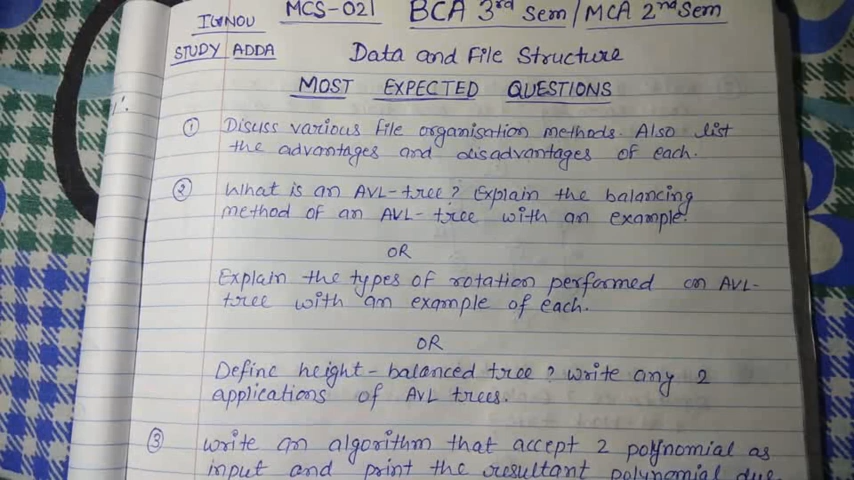 IGNOU MCS-021 BCA 3rd Sem/MCA 2nd Sem
STUDY ADDA Data and File Structure
MOST EXPECTED QUESTIONS
① Disuss various file organisation methods. Also list
the advantages and disadvantages of each.
② What is an AVL-tree? Explain the balancing
method of an AVL-tree with an example.
OR
Explain the types of rotation performed on AVL-
tree with an example of each.
OR
Define height-balanced tree? Write any 2
applications of AVL trees.
③ Write an algorithm that accept 2 polynomial as
input and print the resultant polynomial due